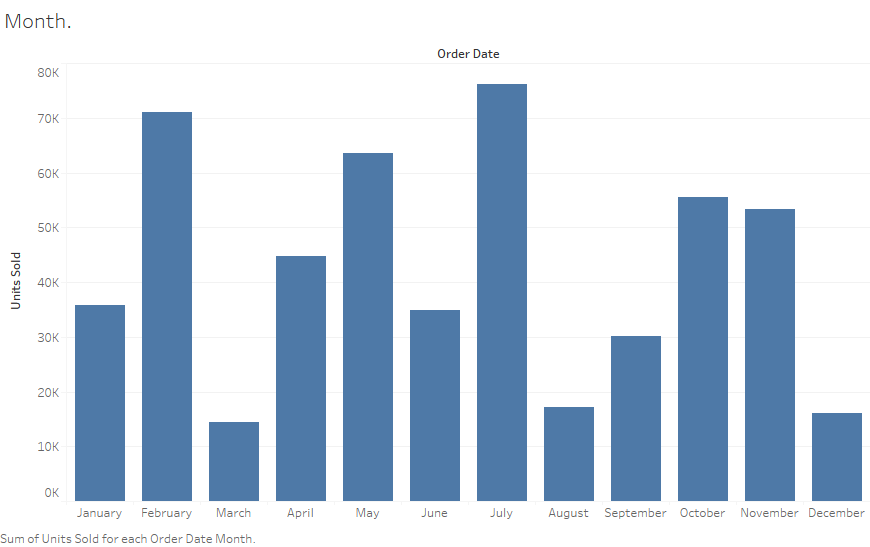 Month.
Order Date
80K
70K
60K
50K
40K
30K
20K
10K
0K
Units Sold
January February March April May June July August September October November December
Sum of Units Sold for each Order Date Month.